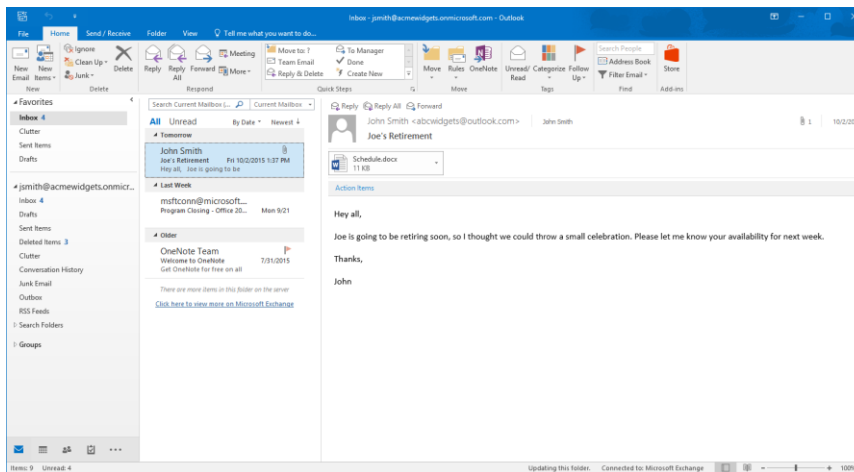 Inbox - jsmith@acmewidgets.onmicrosoft.com - Outlook
File Home Send / Receive Folder View Tell me what you want to do...
New Email
New Items
Ignore
Clean Up
Junk
Delete
Reply
Reply All
Forward
Meeting
More
Move to: ?
Team Email
Reply & Delete
To Manager
Done
Create New
Move
Rules
OneNote
Unread/ Read
Categorize
Follow Up
Search People
Address Book
Filter Email
Store
New Delete Respond Quick Steps Move Tags Find Add-ins
Favorites
Inbox 4
Clutter
Sent Items
Drafts
jsmith@acmewidgets.onmicr...
Inbox 4
Drafts
Sent Items
Deleted Items 3
Clutter
Conversation History
Junk Email
Outbox
RSS Feeds
Search Folders
Groups
Search Current Mailbox (... Current Mailbox
All Unread By Date Newest
Tomorrow
John Smith
Joe's Retirement Fri 10/2/2015 1:37 PM
Hey all, Joe is going to be
Last Week
msftconn@microsoft....
Program Closing - Office 20... Mon 9/21
Older
OneNote Team
Welcome to OneNote 7/31/2015
Get OneNote for free on all
There are more items in this folder on the server
Click here to view more on Microsoft Exchange
Reply Reply All Forward
John Smith <abcwidgets@outlook.com> John Smith 1 10/2/20
Joe's Retirement
Schedule.docx
11 KB
Action Items
Hey all,
Joe is going to be retiring soon, so I thought we could throw a small celebration. Please let me know your availability for next week.
Thanks,
John
Items: 9 Unread: 4 Updating this folder. Connected to: Microsoft Exchange 100%